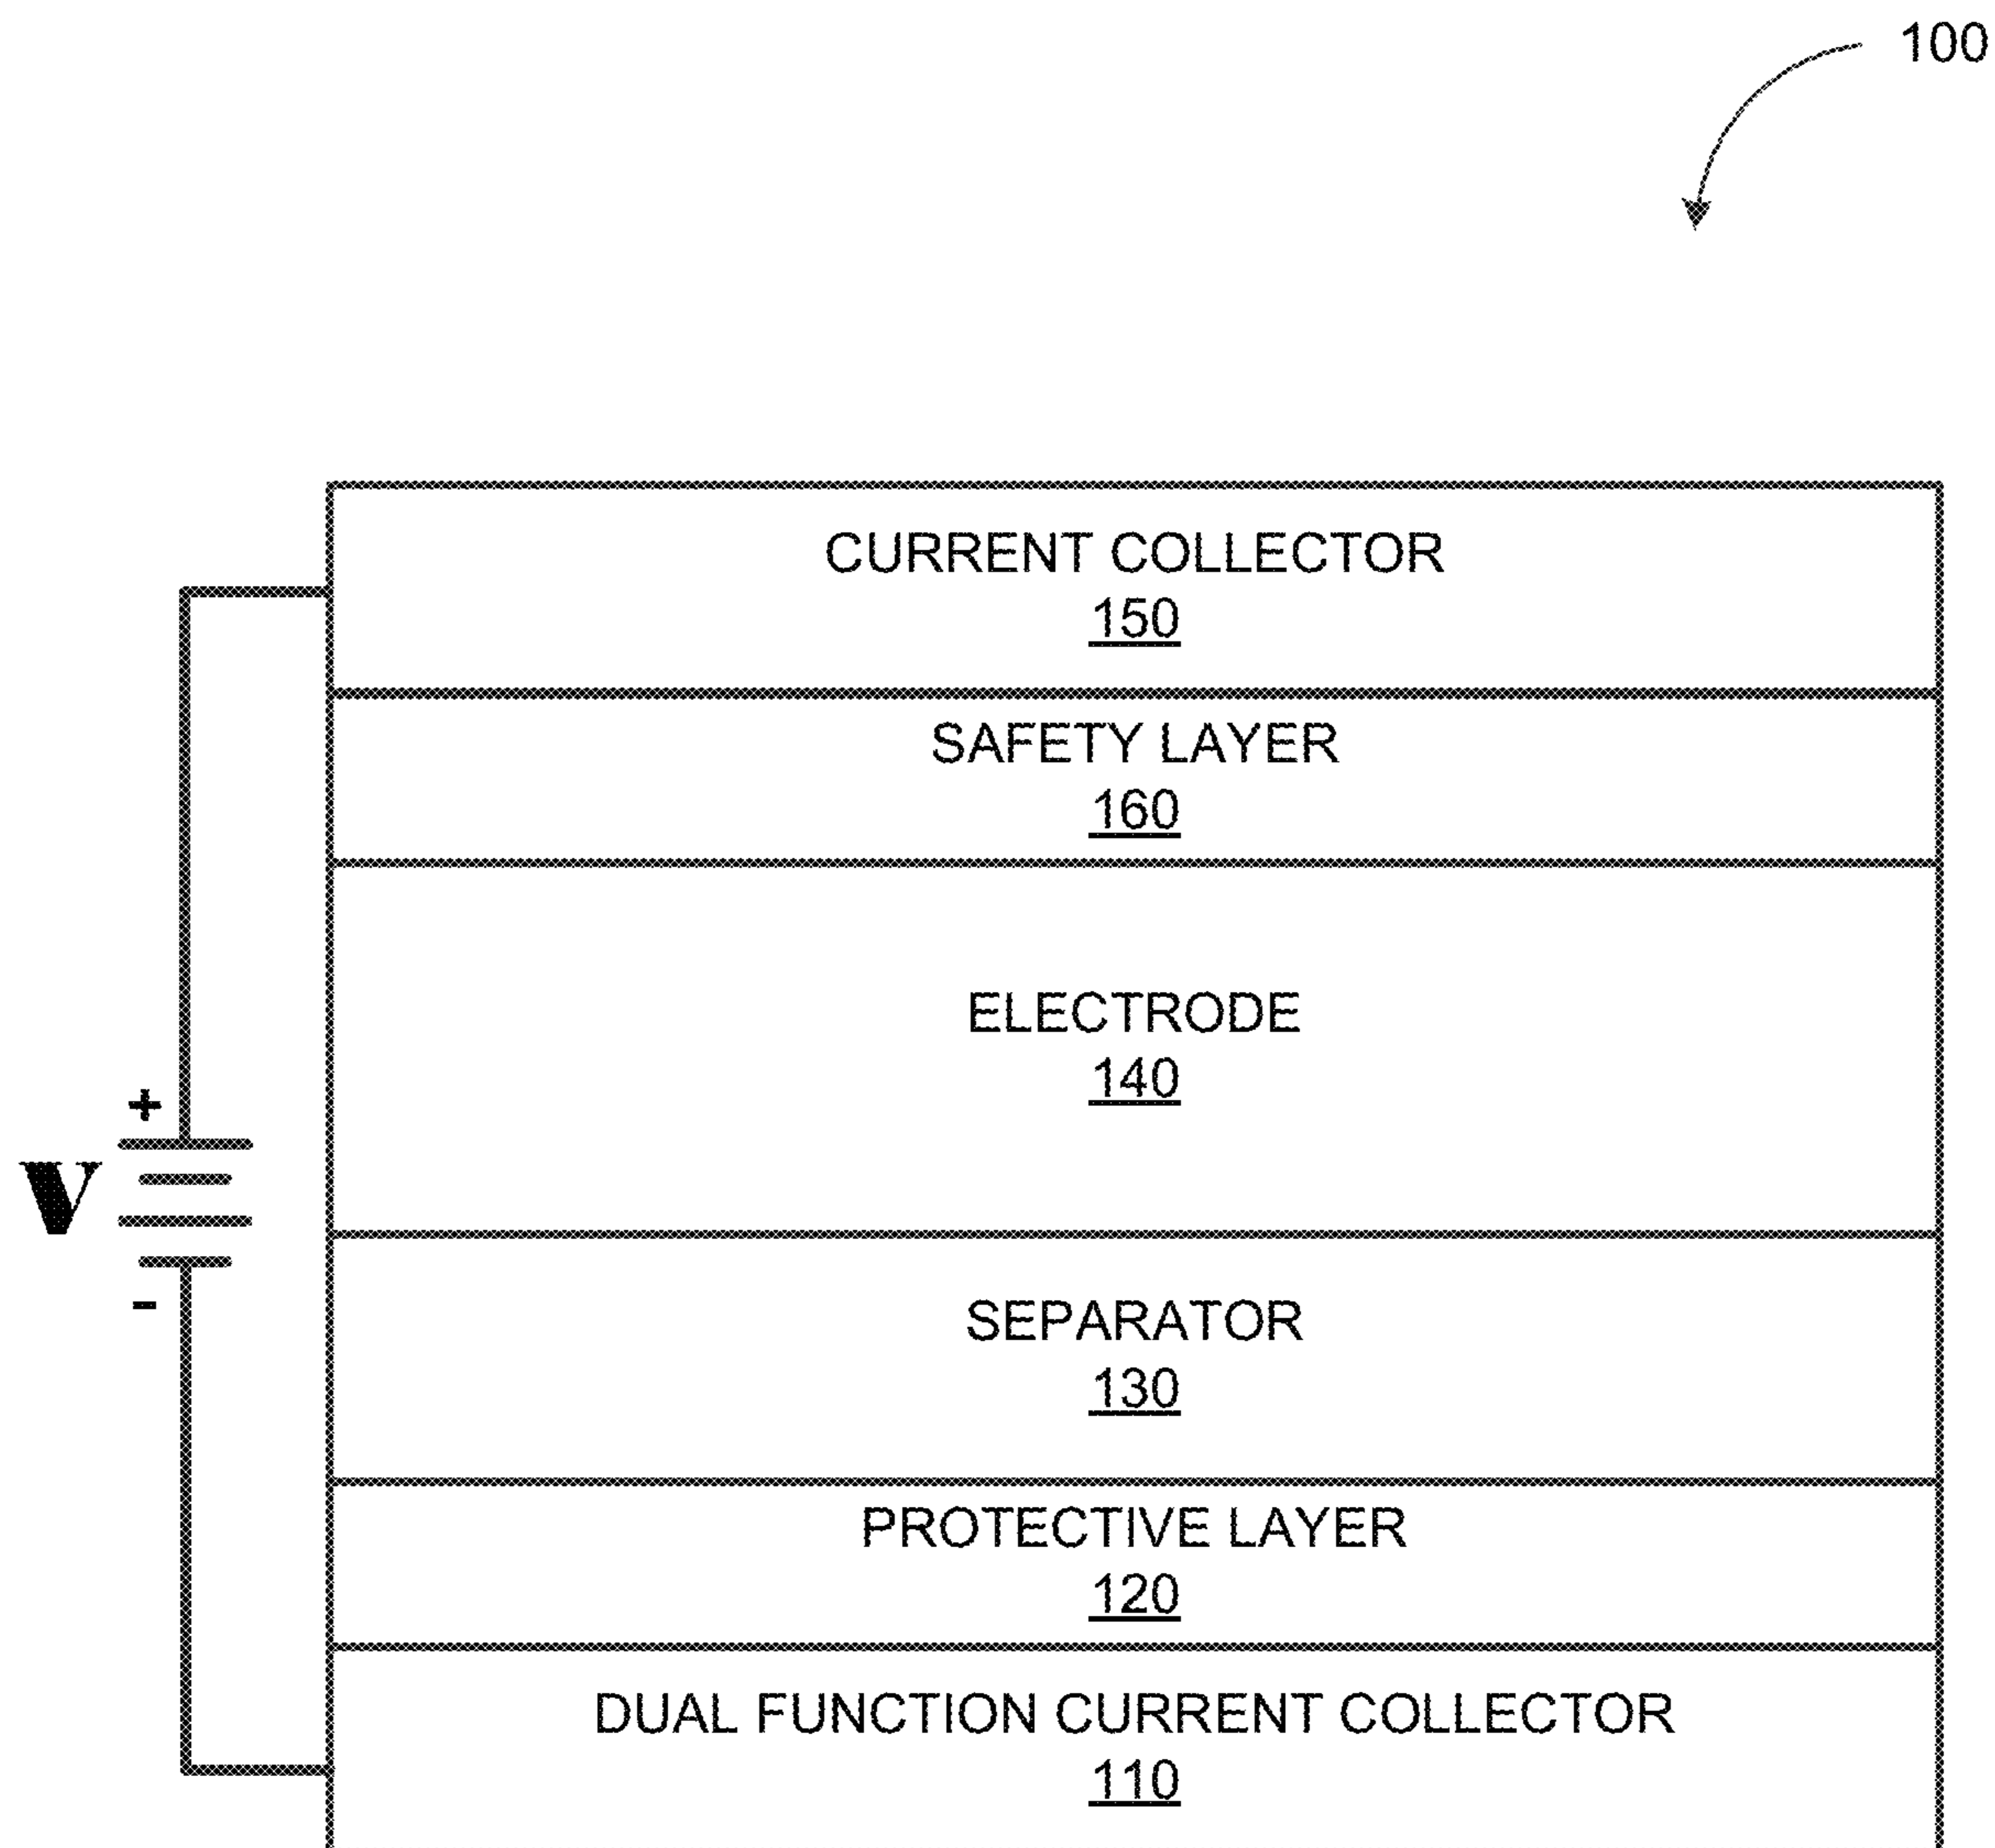 100
CURRENT COLLECTOR
150
SAFETY LAYER
160
ELECTRODE
140
+
V
-
SEPARATOR
130
PROTECTIVE LAYER
120
DUAL FUNCTION CURRENT COLLECTOR
110